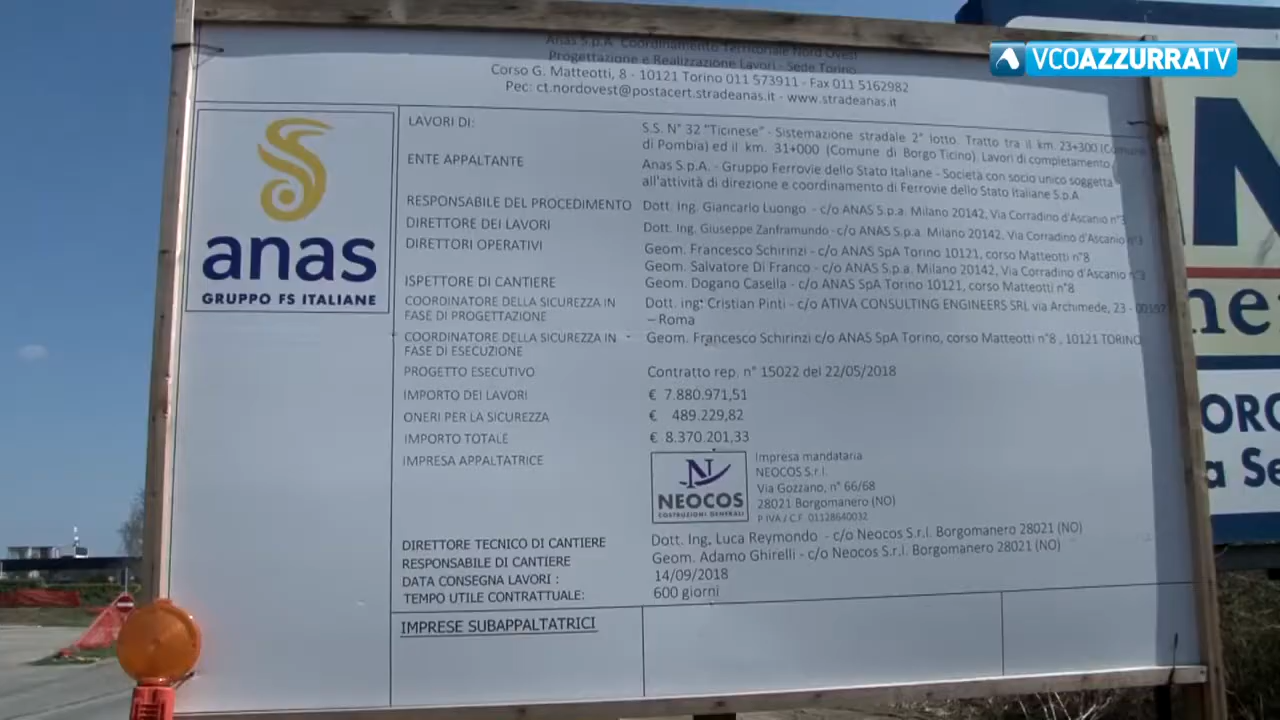 VCOAZZURRATV
Anas S.p.A. Coordinamento Territoriale Nord Ovest
Progettazione e Realizzazione Lavori - Sede Torino
Corso G. Matteotti, 8 - 10121 Torino 011 573911 - Fax 011 5162982
Pec: ct.nordovest@postacert.stradeanas.it - www.stradeanas.it
anas
GRUPPO FS ITALIANE
LAVORI DI:
S.S. N° 32 "Ticinese" - Sistemazione stradale 2° lotto. Tratto tra il km. 23+300 (Comune
di Pombia) ed il km. 31+000 (Comune di Borgo Ticino). Lavori di completamento
ENTE APPALTANTE
Anas S.p.A. - Gruppo Ferrovie dello Stato Italiane - Società con socio unico soggetta
all'attività di direzione e coordinamento di Ferrovie dello Stato Italiane S.p.A.
RESPONSABILE DEL PROCEDIMENTO
Dott. Ing. Giancarlo Luongo - c/o ANAS S.p.a. Milano 20142, Via Corradino d'Ascanio n°3
DIRETTORE DEI LAVORI
Dott. Ing. Giuseppe Zanframundo - c/o ANAS S.p.a. Milano 20142, Via Corradino d'Ascanio n°3
DIRETTORI OPERATIVI
Geom. Francesco Schirinzi - c/o ANAS SpA Torino 10121, corso Matteotti n°8
Geom. Salvatore Di Franco - c/o ANAS S.p.a. Milano 20142, Via Corradino d'Ascanio n°3
ISPETTORE DI CANTIERE
Geom. Dogano Casella - c/o ANAS SpA Torino 10121, corso Matteotti n°8
COORDINATORE DELLA SICUREZZA IN
FASE DI PROGETTAZIONE
Dott. ing. Cristian Pinti - c/o ATIVA CONSULTING ENGINEERS SRL via Archimede, 23 -
– Roma
COORDINATORE DELLA SICUREZZA IN
FASE DI ESECUZIONE
Geom. Francesco Schirinzi c/o ANAS SpA Torino, corso Matteotti n°8 , 10121 TORINO
PROGETTO ESECUTIVO
Contratto rep. n° 15022 del 22/05/2018
IMPORTO DEI LAVORI
€ 7.880.971,51
ONERI PER LA SICUREZZA
€ 489.229,82
IMPORTO TOTALE
€ 8.370.201,33
IMPRESA APPALTATRICE
N
NEOCOS
COSTRUZIONI GENERALI
Impresa mandataria
NEOCOS S.r.l.
Via Gozzano, n° 66/68
28021 Borgomanero (NO)
P.IVA / C.F. 01128640032
DIRETTORE TECNICO DI CANTIERE
Dott. Ing. Luca Reymondo - c/o Neocos S.r.l. Borgomanero 28021 (NO)
RESPONSABILE DI CANTIERE
Geom. Adamo Ghirelli - c/o Neocos S.r.l. Borgomanero 28021 (NO)
DATA CONSEGNA LAVORI :
14/09/2018
TEMPO UTILE CONTRATTUALE:
600 giorni
IMPRESE SUBAPPALTATRICI